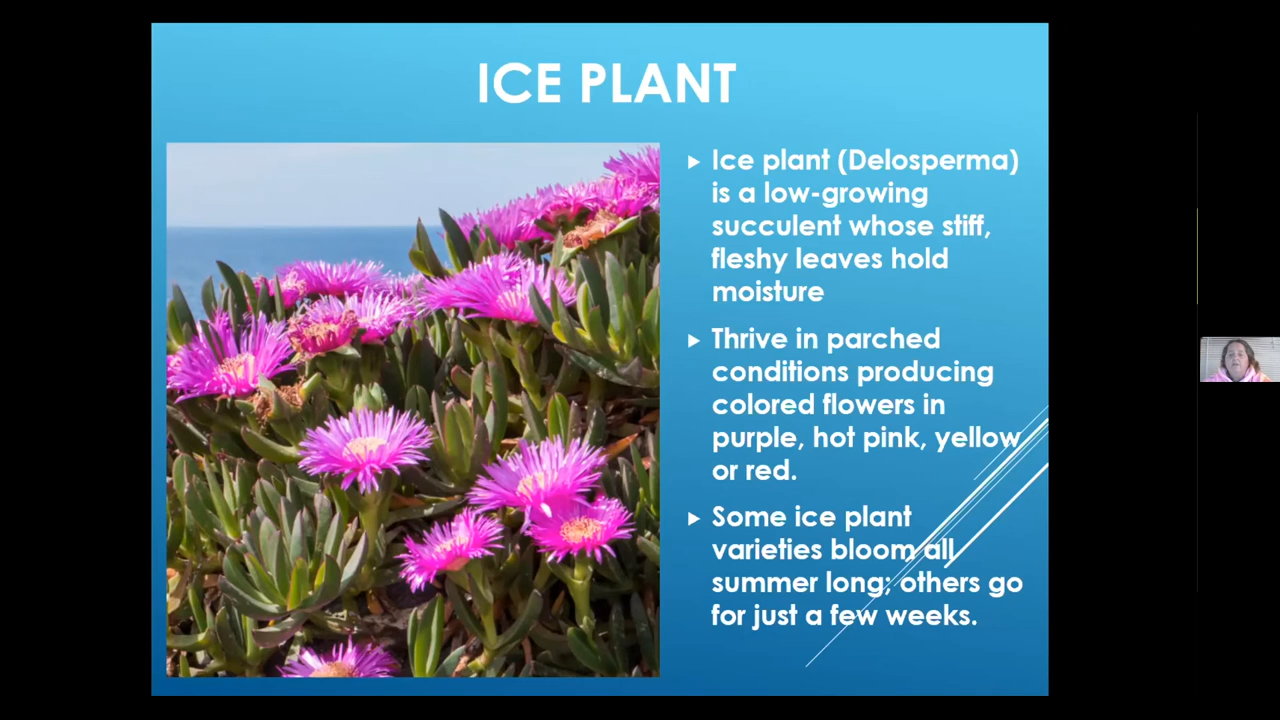 ICE PLANT
Ice plant (Delosperma)
is a low-growing
succulent whose stiff,
fleshy leaves hold
moisture
Thrive in parched
conditions producing
colored flowers in
purple, hot pink, yellow
or red.
Some ice plant
varieties bloom all
summer long; others go
for just a few weeks.